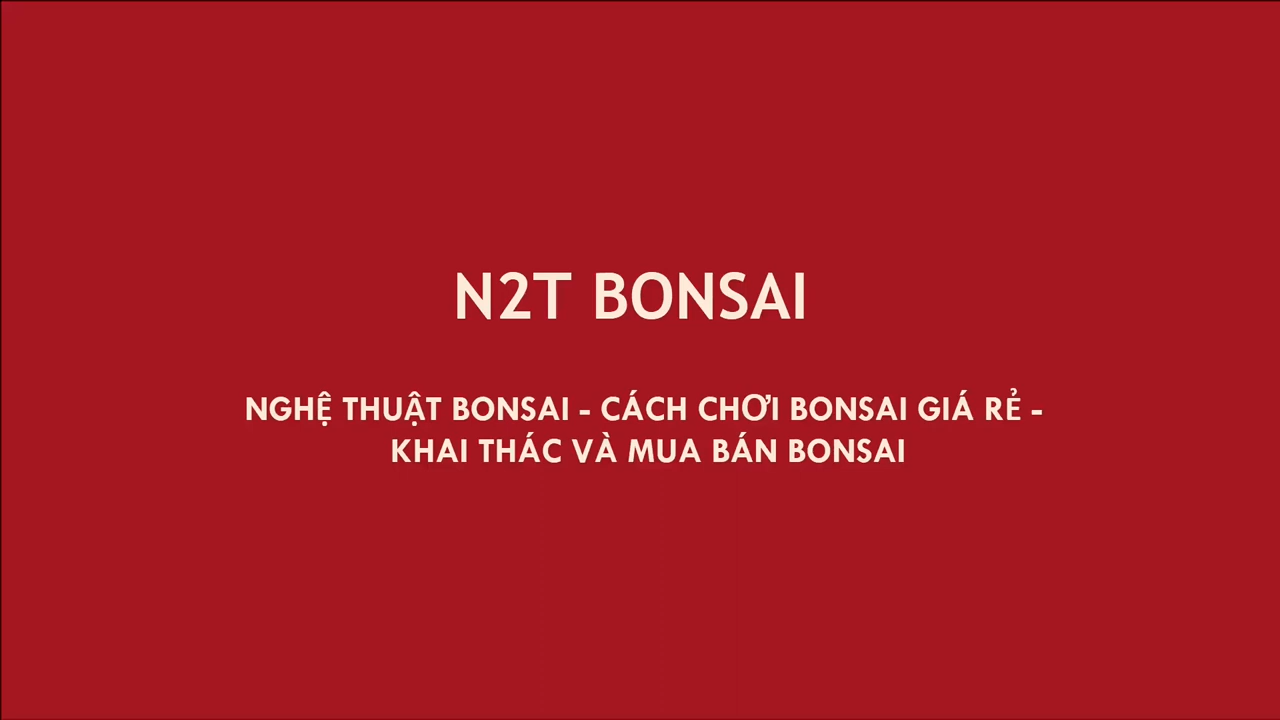 N2T BONSAI
NGHỆ THUẬT BONSAI - CÁCH CHƠI BONSAI GIÁ RẺ -
KHAI THÁC VÀ MUA BÁN BONSAI